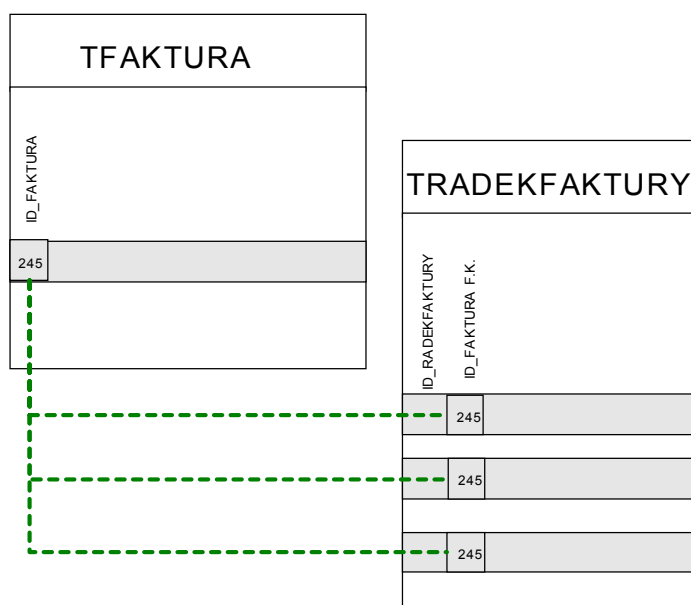 TFAKTURA
ID_FAKTURA
245
TRADEKFAKTURY
ID_RADEKFAKTURY
ID_FAKTURA F.K.
245
245
245